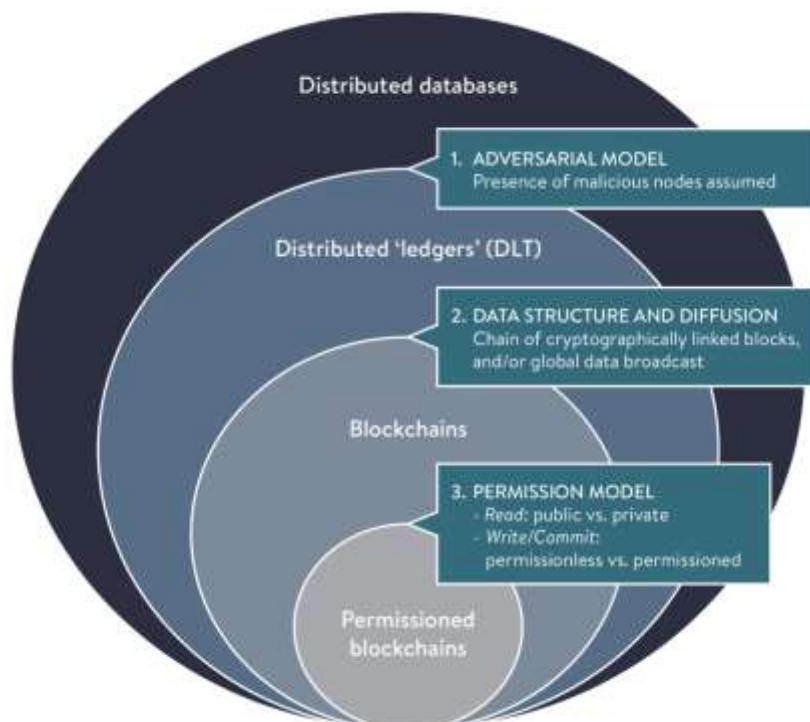 Distributed databases
1. ADVERSARIAL MODEL
Presence of malicious nodes assumed
Distributed ‘ledgers’ (DLT)
2. DATA STRUCTURE AND DIFFUSION
Chain of cryptographically linked blocks,
and/or global data broadcast
Blockchains
3. PERMISSION MODEL
- Read: public vs. private
- Write/Commit:
permissionless vs. permissioned
Permissioned
blockchains